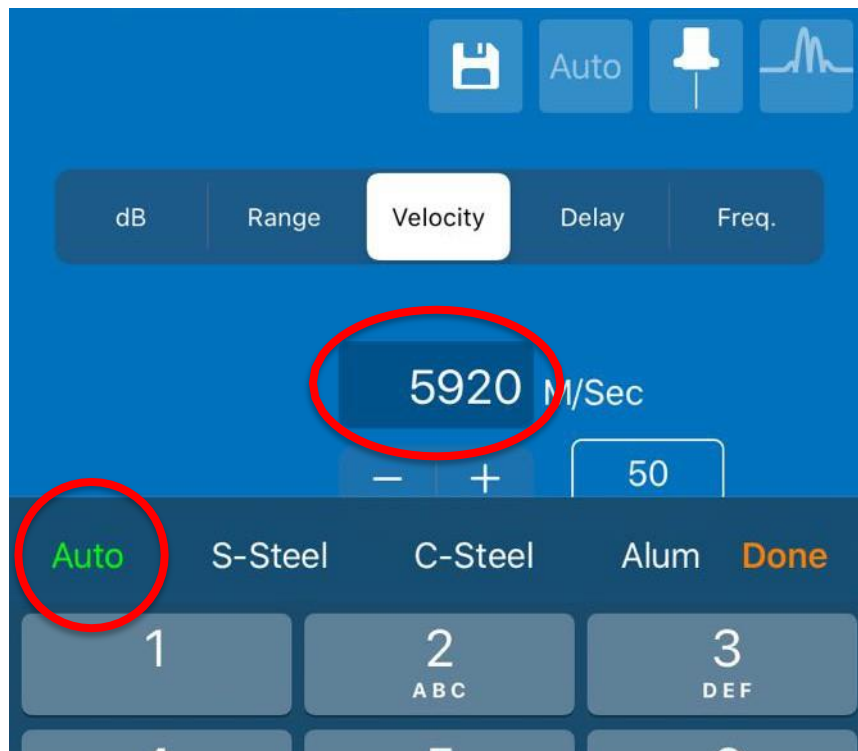 Auto
dB Range Velocity Delay Freq.
5920 M/Sec
− + 50
Auto S-Steel C-Steel Alum Done
1 2 3
ABC DEF